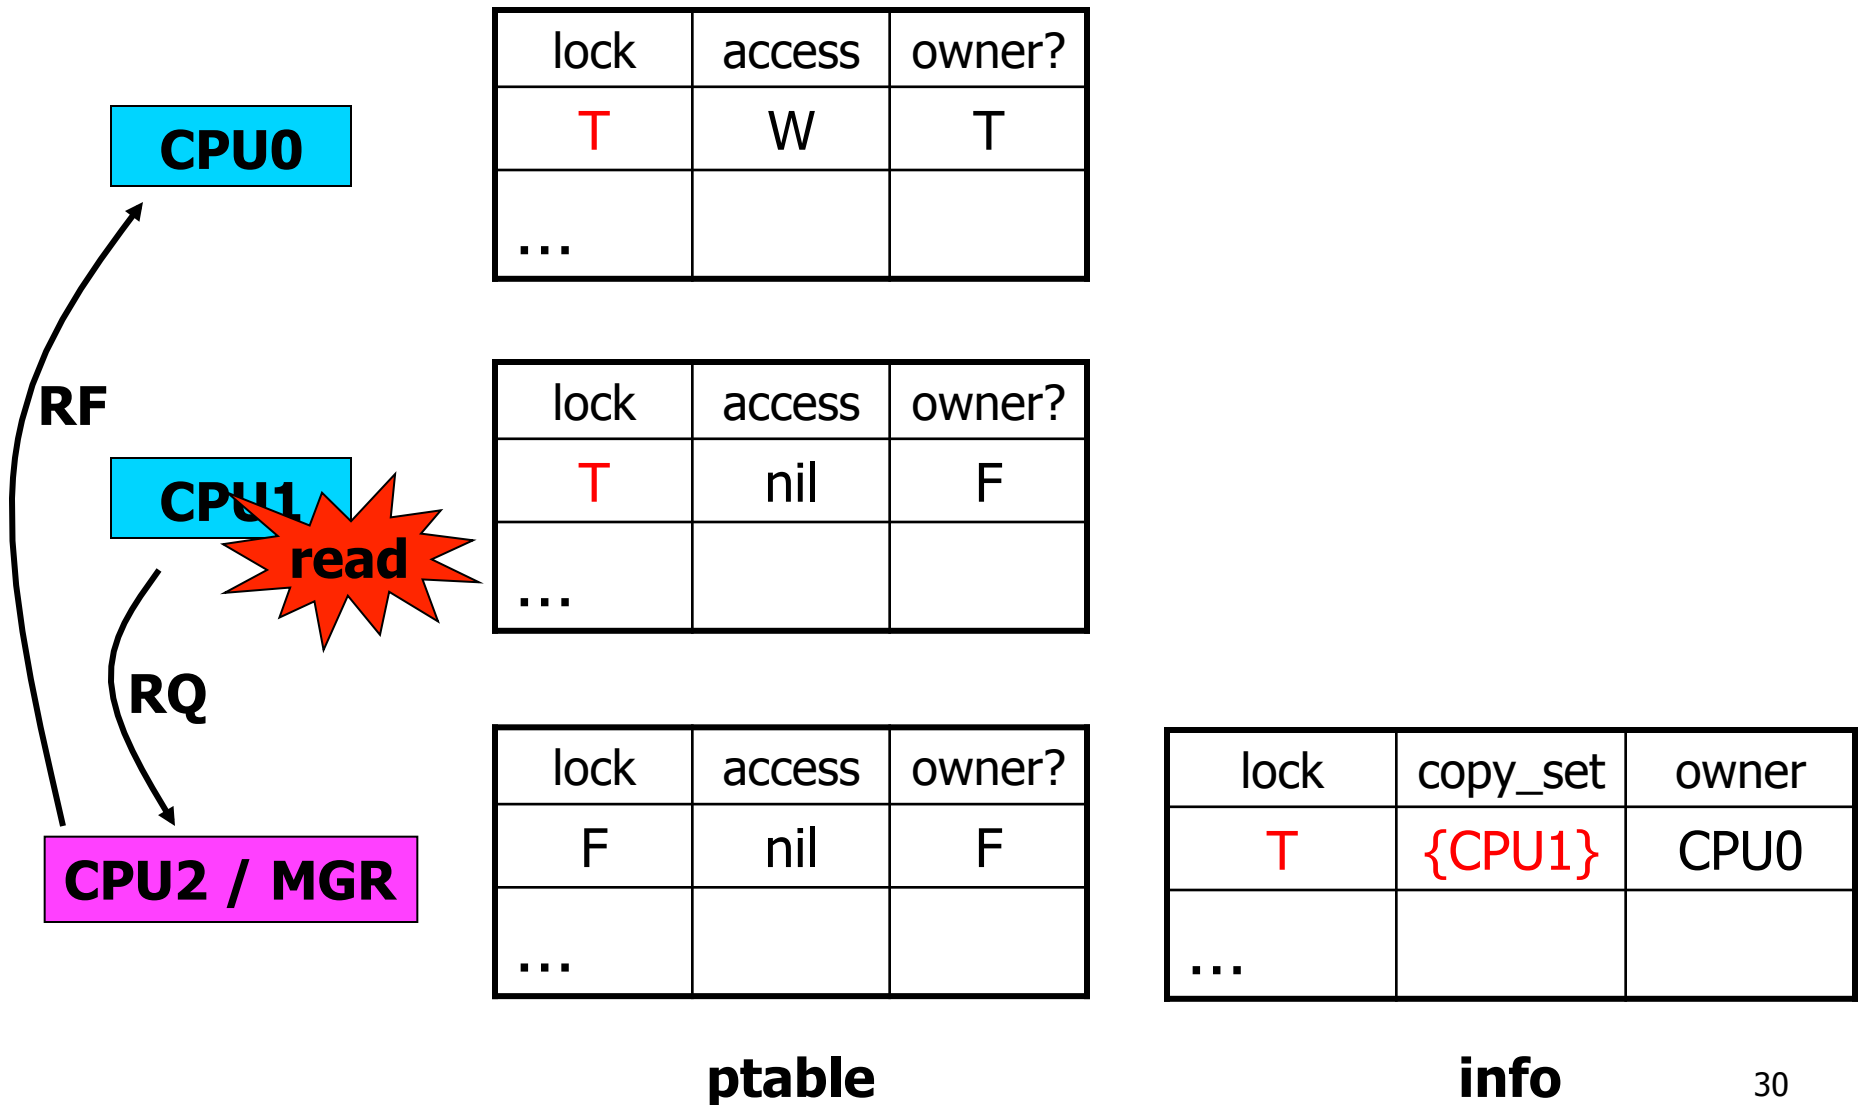 lock access owner?
CPU0
T W T
...
RF
lock access owner?
CPU1
T nil F
read
...
RQ
lock access owner?
CPU2 / MGR
F nil F
...
lock copy_set owner
T {CPU1} CPU0
...
ptable
info
30